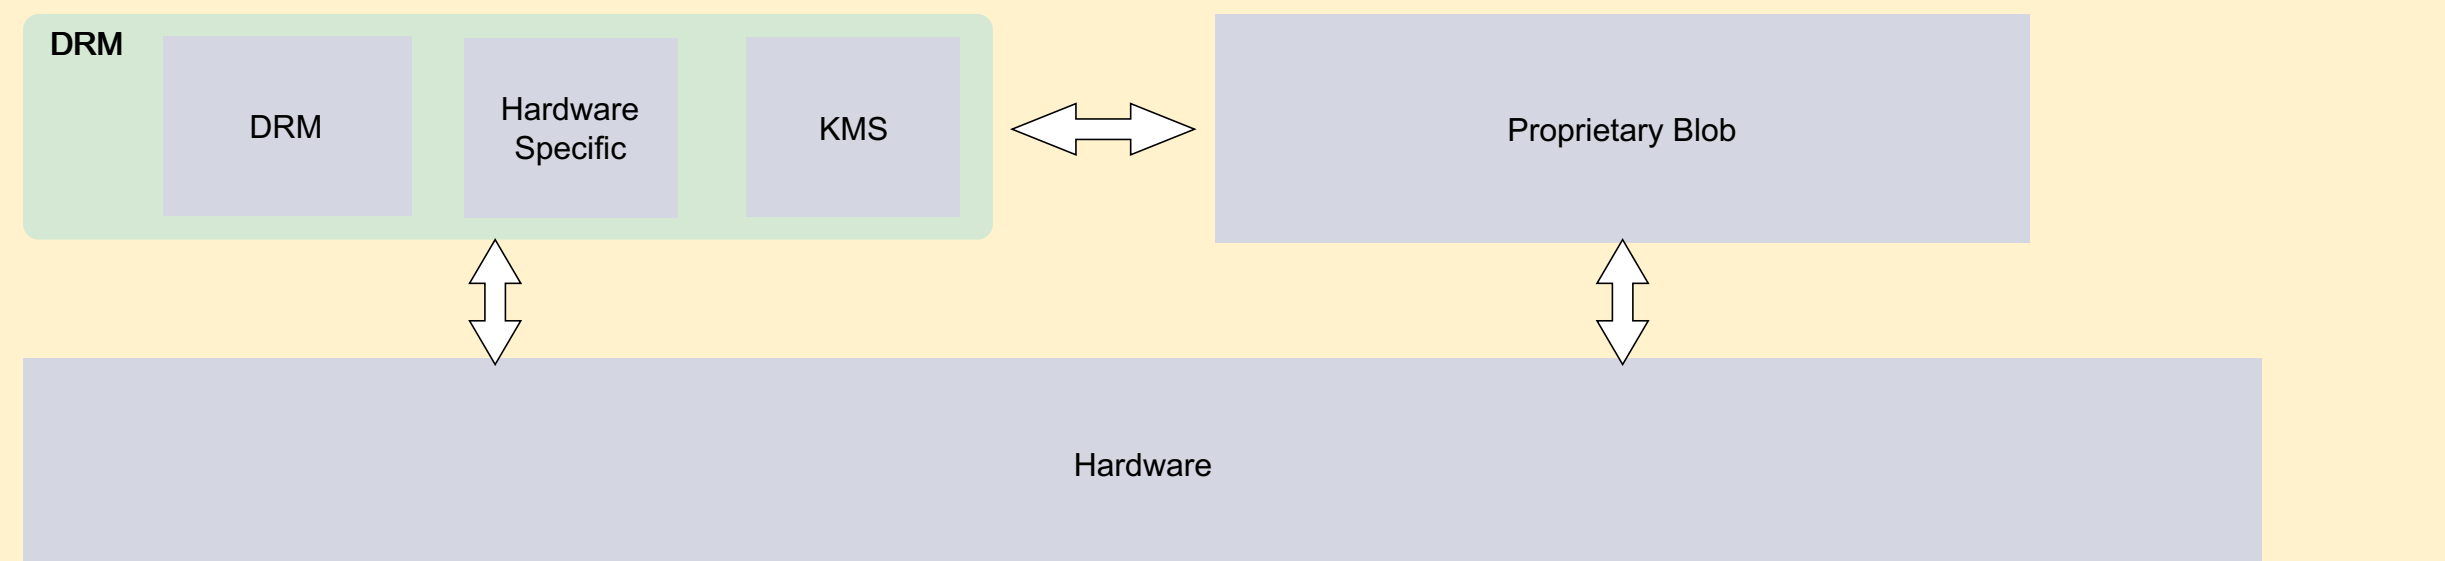 DRM
DRM
Hardware
Specific
KMS
Proprietary Blob
Hardware